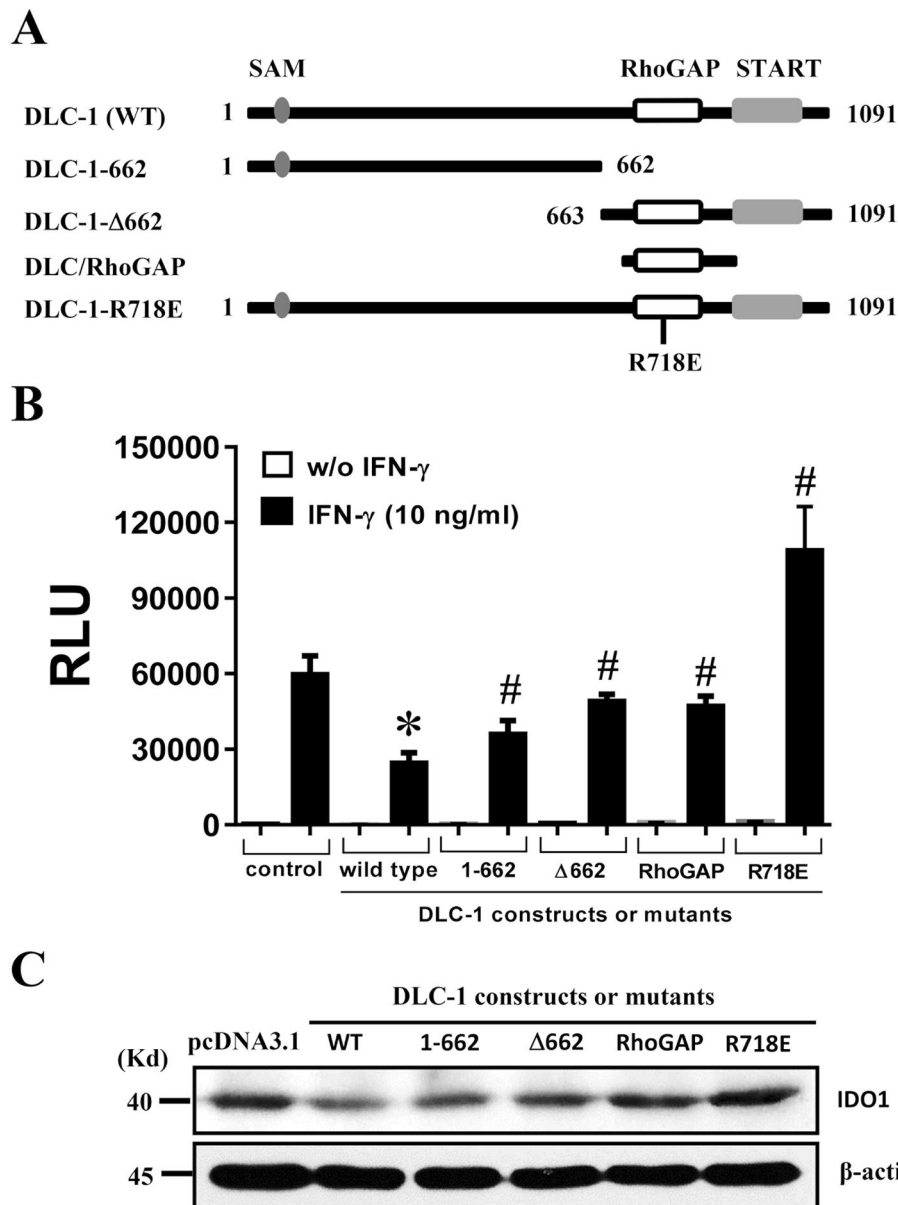 A
SAM RhoGAP START
DLC-1 (WT) 1 1091
DLC-1-662 1 662
DLC-1-Δ662 663 1091
DLC/RhoGAP
DLC-1-R718E 1 1091
R718E
B
150000
120000
90000
60000
30000
0
RLU
w/o IFN-γ
IFN-γ (10 ng/ml)
* # # # #
control wild type 1-662 Δ662 RhoGAP R718E
DLC-1 constructs or mutants
C
DLC-1 constructs or mutants
(Kd) pcDNA3.1 WT 1-662 Δ662 RhoGAP R718E
40 IDO1
45 β-acti